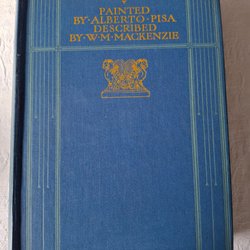 PAINTED
BY·ALBERTO·PISA
DESCRIBED
BY·W·M·MACKENZIE